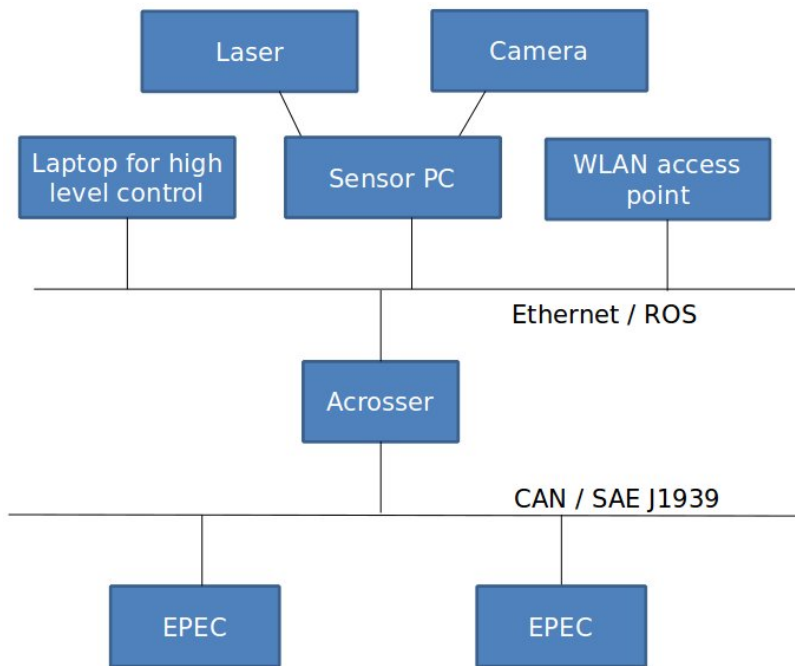 Laser
Camera
Laptop for high
level control
Sensor PC
WLAN access
point
Ethernet / ROS
Acrosser
CAN / SAE J1939
EPEC
EPEC